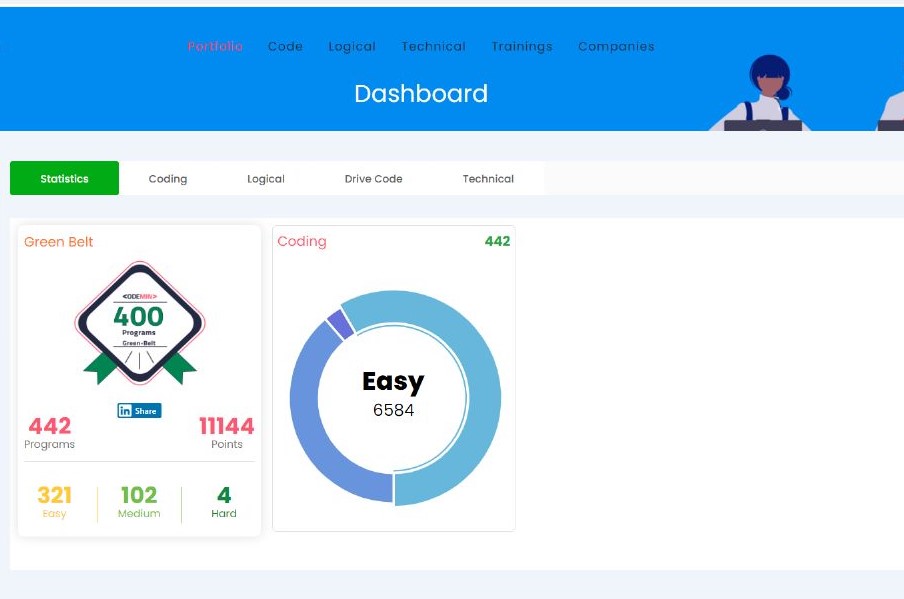 Portfolio Code Logical Technical Trainings Companies
Dashboard
Statistics Coding Logical Drive Code Technical
Green Belt
<ODEMIN>
400
Programs
Green-Belt
in Share
442 11144
Programs Points
321 102 4
Easy Medium Hard
Coding 442
Easy
6584